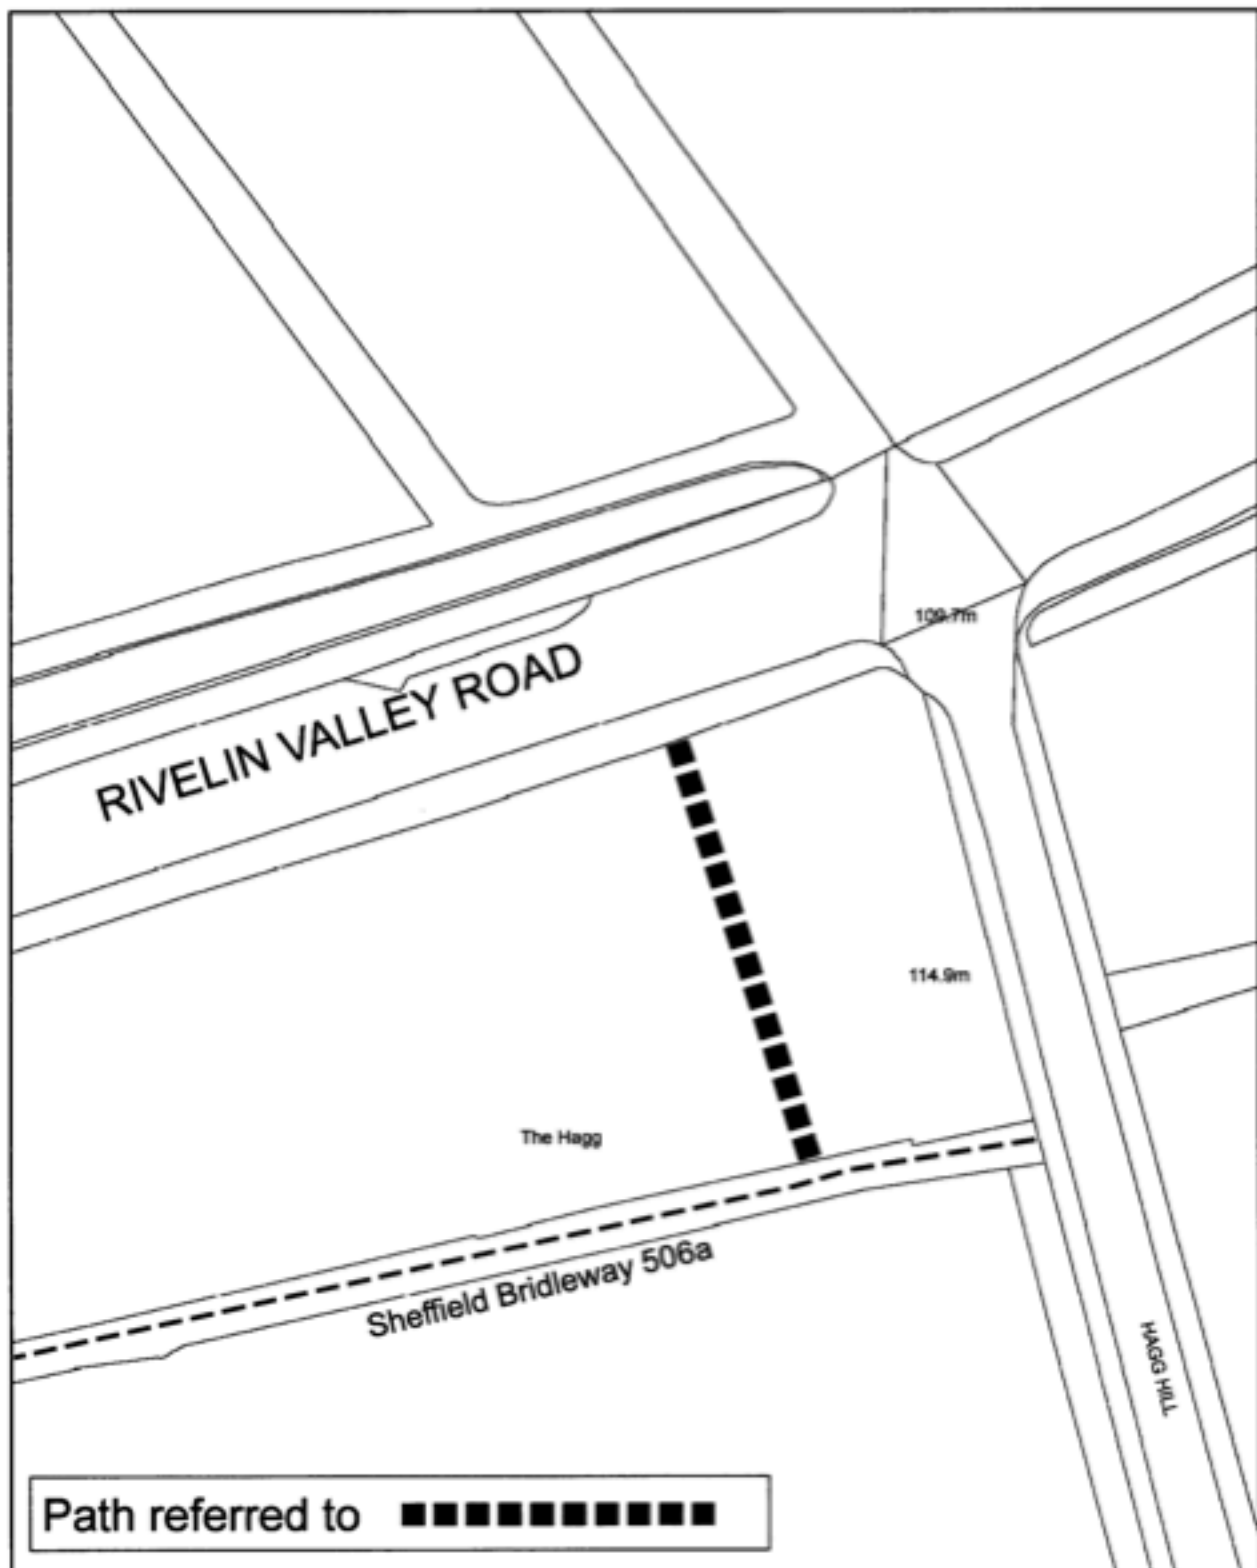 109.7m
RIVELIN VALLEY ROAD
114.9m
The Hagg
Sheffield Bridleway 506a
HAGG HILL
Path referred to